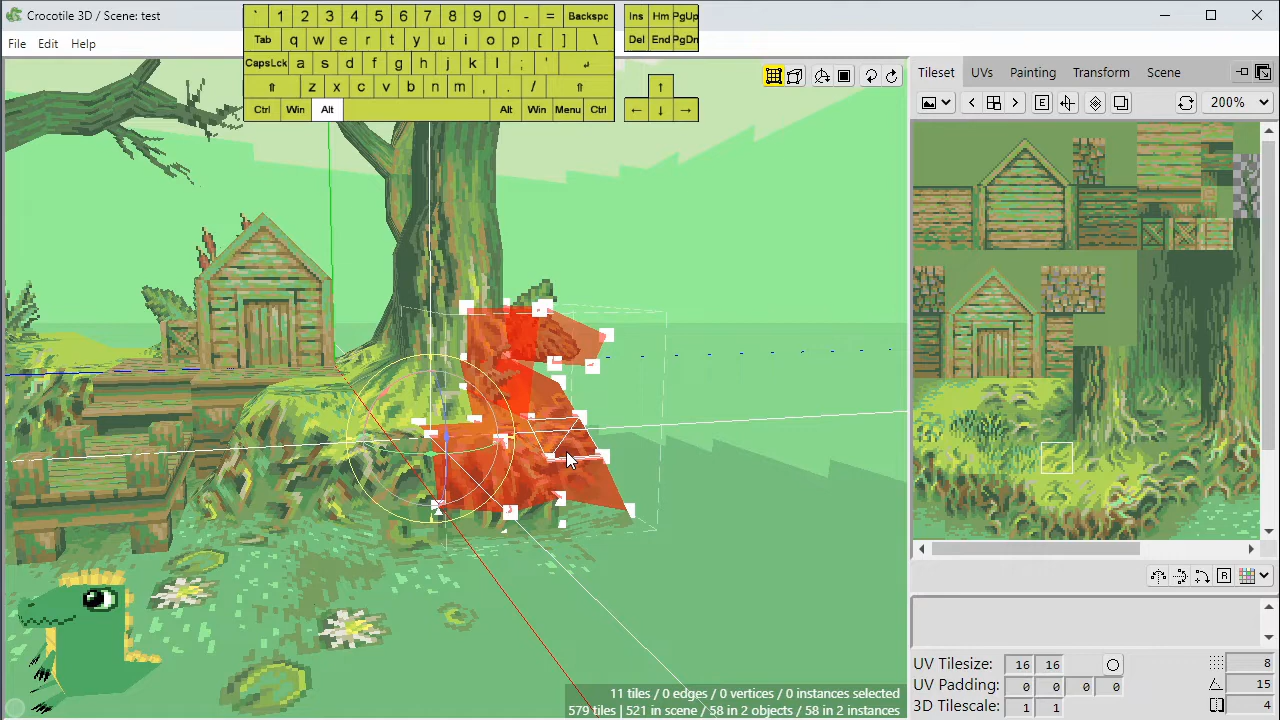 Crocotile 3D / Scene: test
File Edit Help
` 1 2 3 4 5 6 7 8 9 0 - = Backspc
Tab q w e r t y u i o p [ ] \
CapsLck a s d f g h j k l ; '
z x c v b n m , . /
Ctrl Win Alt Alt Win Menu Ctrl
Ins Hm PgUp
Del End PgDn
↑
← ↓ →
Tileset UVs Painting Transform Scene
E 200%
R
UV Tilesize: 16 16 8
UV Padding: 0 0 0 0 15
3D Tilescale: 1 1 4
11 tiles / 0 edges / 0 vertices / 0 instances selected
579 tiles | 521 in scene / 58 in 2 objects / 58 in 2 instances